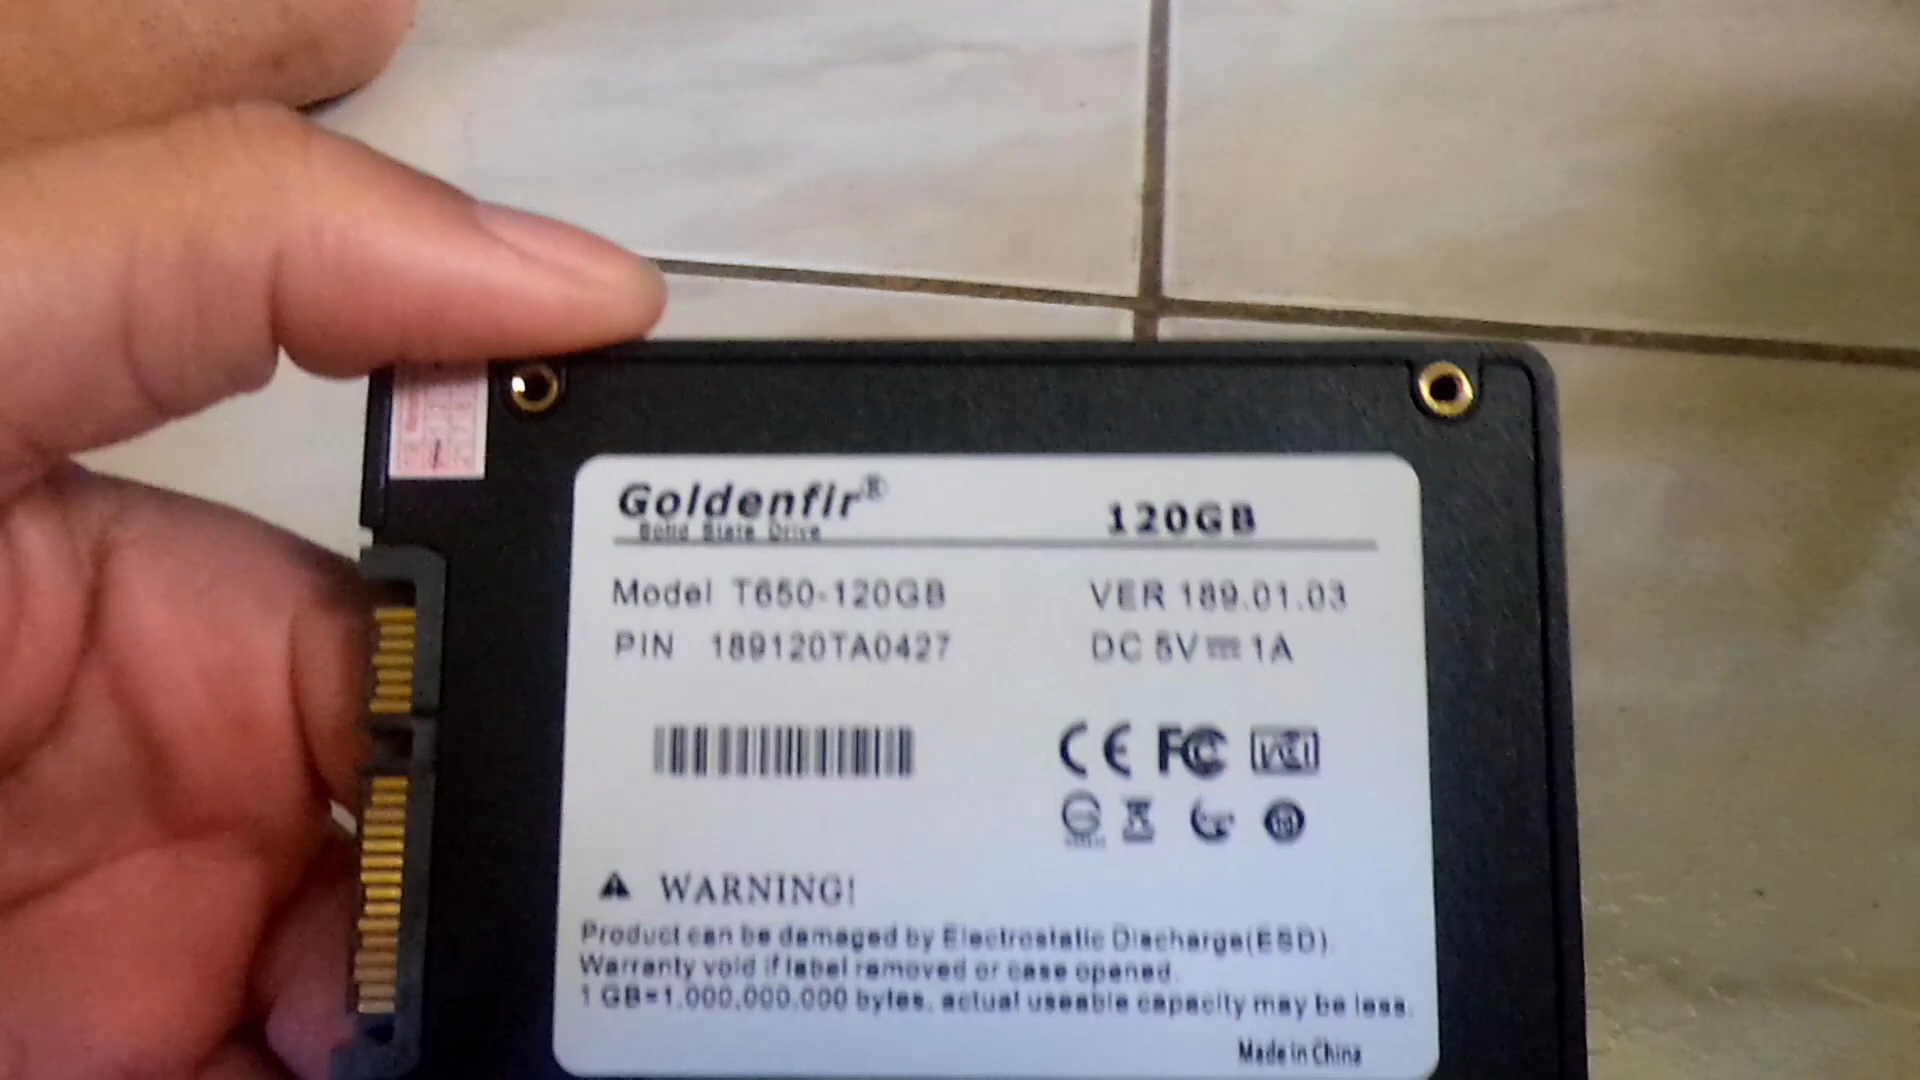 Goldenfir®
Solid State Drive
120GB
Model T650-120GB
VER 189.01.03
PIN 189120TA0427
DC 5V⎓1A
CE FC
WARNING!
Product can be damaged by Electrostatic Discharge(ESD).
Warranty void if label removed or case opened.
1 GB=1,000,000,000 bytes, actual useable capacity may be less.
Made in China